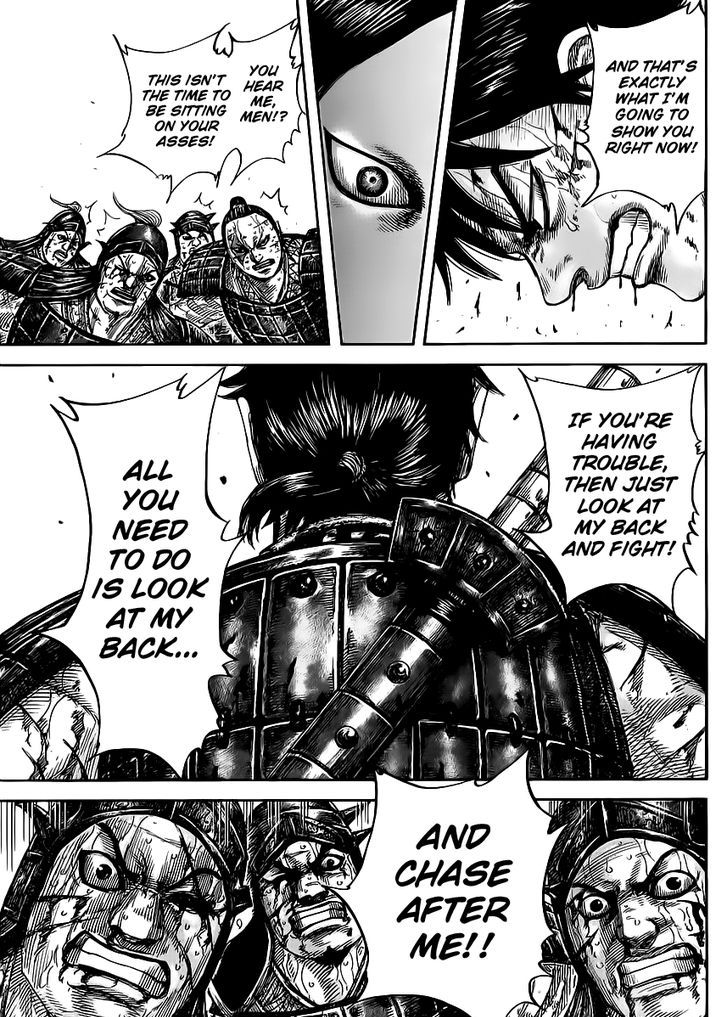 AND THAT'S
EXACTLY
WHAT I'M
GOING TO
SHOW YOU
RIGHT NOW!
YOU
HEAR
ME,
MEN!?
THIS ISN'T
THE TIME TO
BE SITTING
ON YOUR
ASSES!
IF YOU'RE
HAVING
TROUBLE,
THEN JUST
LOOK AT
MY BACK
AND FIGHT!
ALL
YOU
NEED
TO DO
IS LOOK
AT MY
BACK...
AND
CHASE
AFTER
ME!!